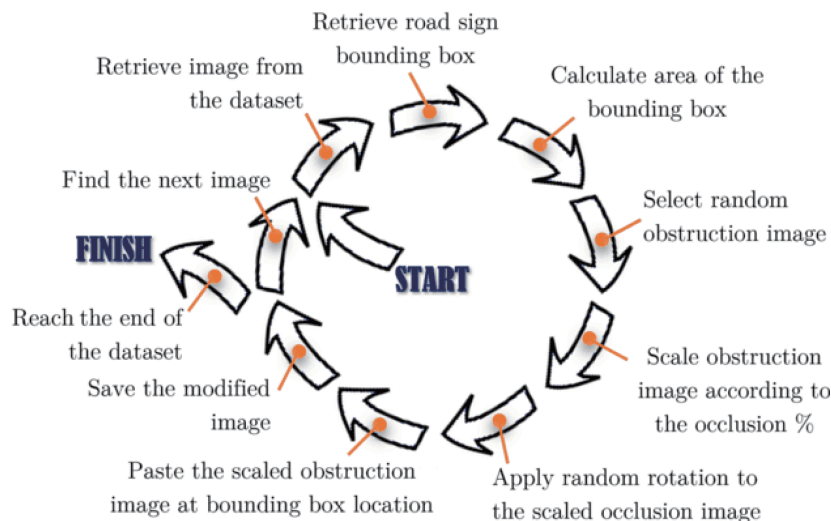 Retrieve road sign
bounding box
Retrieve image from
the dataset
Calculate area of the
bounding box
Find the next image
Select random
obstruction image
FINISH
START
Reach the end of
the dataset
Scale obstruction
image according to
the occlusion %
Save the modified
image
Paste the scaled obstruction
image at bounding box location
Apply random rotation to
the scaled occlusion image